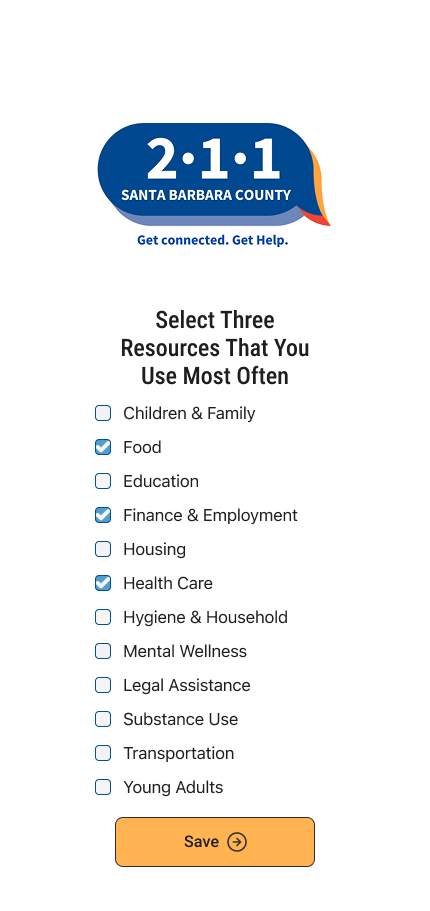 2·1·1
SANTA BARBARA COUNTY
Get connected. Get Help.
Select Three
Resources That You
Use Most Often
Children & Family
Food
Education
Finance & Employment
Housing
Health Care
Hygiene & Household
Mental Wellness
Legal Assistance
Substance Use
Transportation
Young Adults
Save